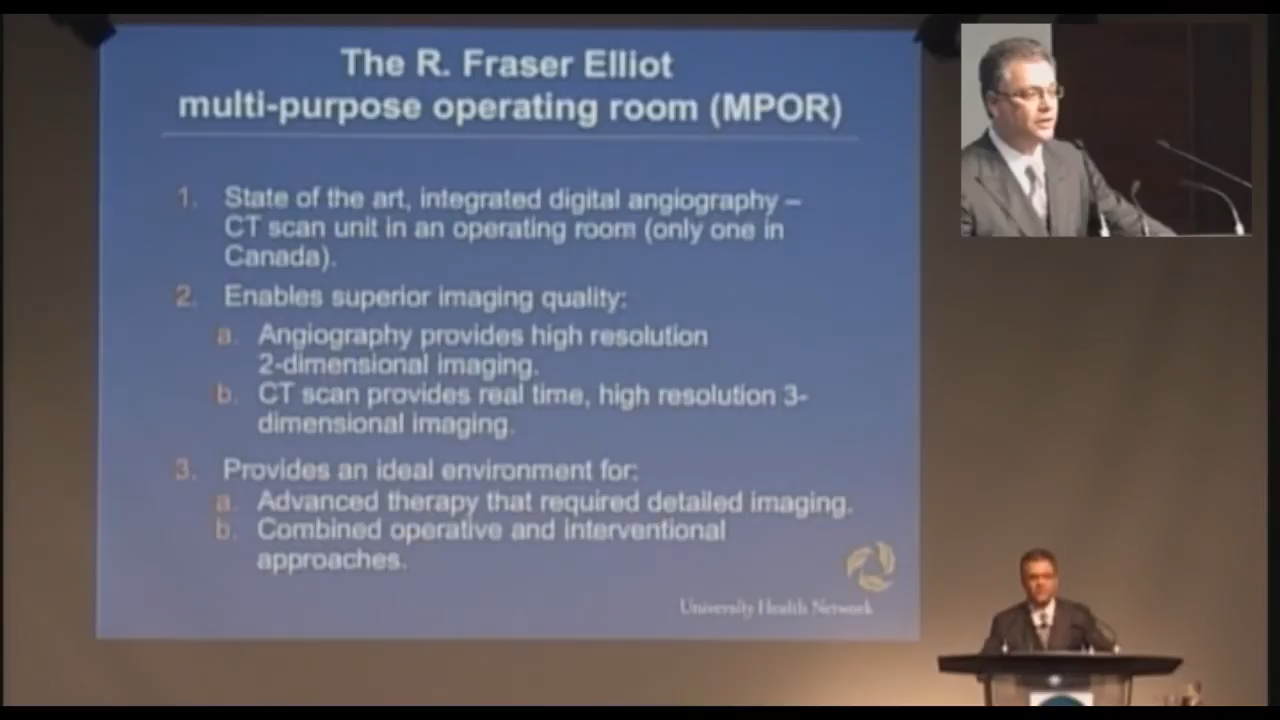 The R. Fraser Elliot
multi-purpose operating room (MPOR)
1. State of the art, integrated digital angiography –
CT scan unit in an operating room (only one in
Canada).
2. Enables superior imaging quality:
a. Angiography provides high resolution
2-dimensional imaging.
b. CT scan provides real time, high resolution 3-
dimensional imaging.
3. Provides an ideal environment for:
a. Advanced therapy that required detailed imaging.
b. Combined operative and interventional
approaches.
University Health Network